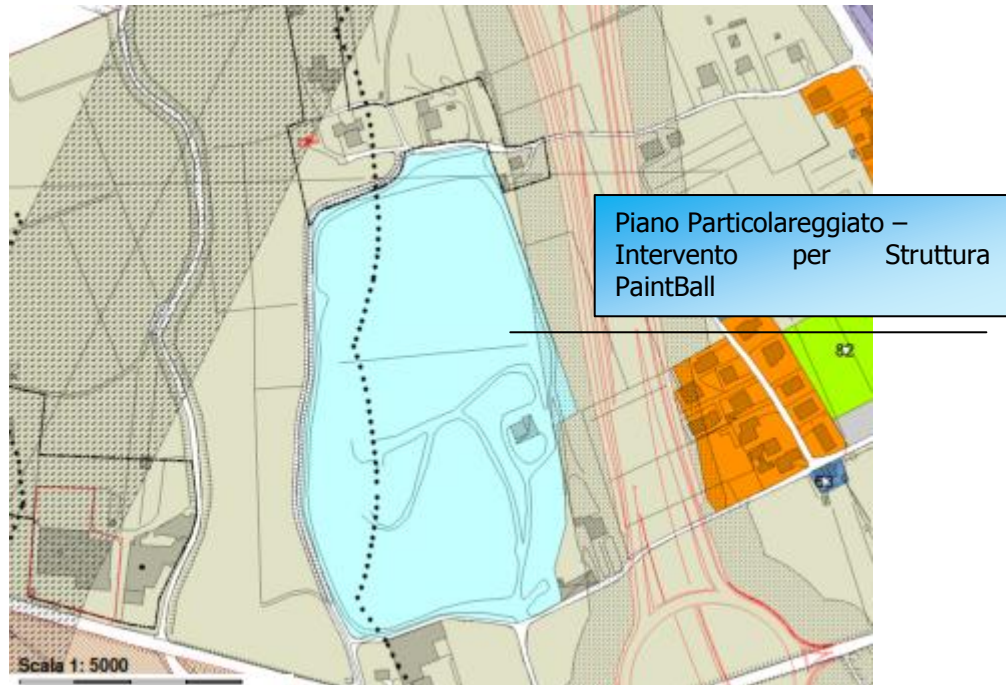 Piano Particolareggiato –
Intervento per Struttura
PaintBall
82
Scala 1: 5000